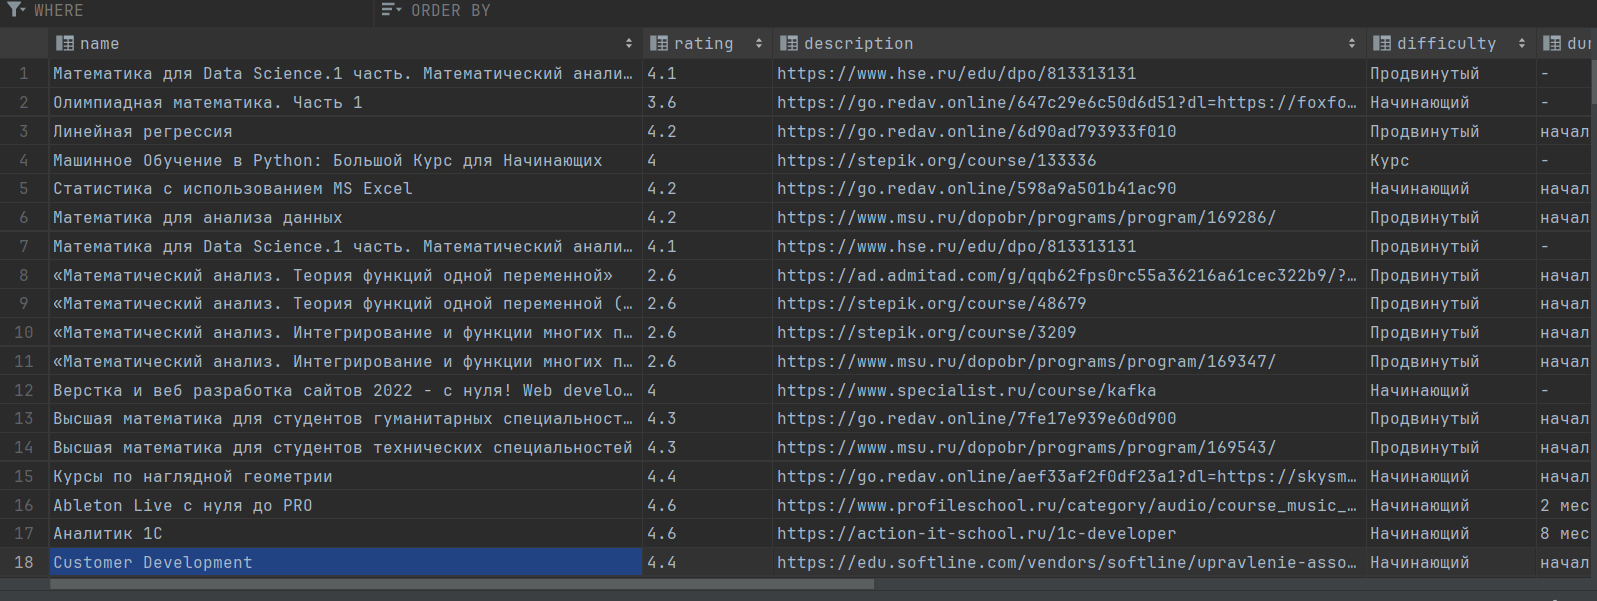 WHERE ORDER BY
name rating description difficulty dur
1 Математика для Data Science.1 часть. Математический анали… 4.1 https://www.hse.ru/edu/dpo/813313131 Продвинутый -
2 Олимпиадная математика. Часть 1 3.6 https://go.redav.online/647c29e6c50d6d51?dl=https://foxfo… Начинающий -
3 Линейная регрессия 4.2 https://go.redav.online/6d90ad793933f010 Продвинутый начал
4 Машинное Обучение в Python: Большой Курс для Начинающих 4 https://stepik.org/course/133336 Курс -
5 Статистика с использованием MS Excel 4.2 https://go.redav.online/598a9a501b41ac90 Начинающий начал
6 Математика для анализа данных 4.2 https://www.msu.ru/dopobr/programs/program/169286/ Продвинутый начал
7 Математика для Data Science.1 часть. Математический анали… 4.1 https://www.hse.ru/edu/dpo/813313131 Продвинутый -
8 «Математический анализ. Теория функций одной переменной» 2.6 https://ad.admitad.com/g/qqb62fps0rc55a36216a61cec322b9/?… Продвинутый начал
9 «Математический анализ. Теория функций одной переменной (… 2.6 https://stepik.org/course/48679 Продвинутый начал
10 «Математический анализ. Интегрирование и функции многих п… 2.6 https://stepik.org/course/3209 Продвинутый начал
11 «Математический анализ. Интегрирование и функции многих п… 2.6 https://www.msu.ru/dopobr/programs/program/169347/ Продвинутый начал
12 Верстка и веб разработка сайтов 2022 - с нуля! Web develo… 4 https://www.specialist.ru/course/kafka Начинающий -
13 Высшая математика для студентов гуманитарных специальност… 4.3 https://go.redav.online/7fe17e939e60d900 Продвинутый начал
14 Высшая математика для студентов технических специальностей 4.3 https://www.msu.ru/dopobr/programs/program/169543/ Продвинутый начал
15 Курсы по наглядной геометрии 4.4 https://go.redav.online/aef33af2f0df23a1?dl=https://skysm… Начинающий начал
16 Ableton Live с нуля до PRO 4.6 https://www.profileschool.ru/category/audio/course_music_… Начинающий 2 мес
17 Аналитик 1С 4.6 https://action-it-school.ru/1c-developer Начинающий 8 мес
18 Customer Development 4.4 https://edu.softline.com/vendors/softline/upravlenie-asso… Начинающий начал